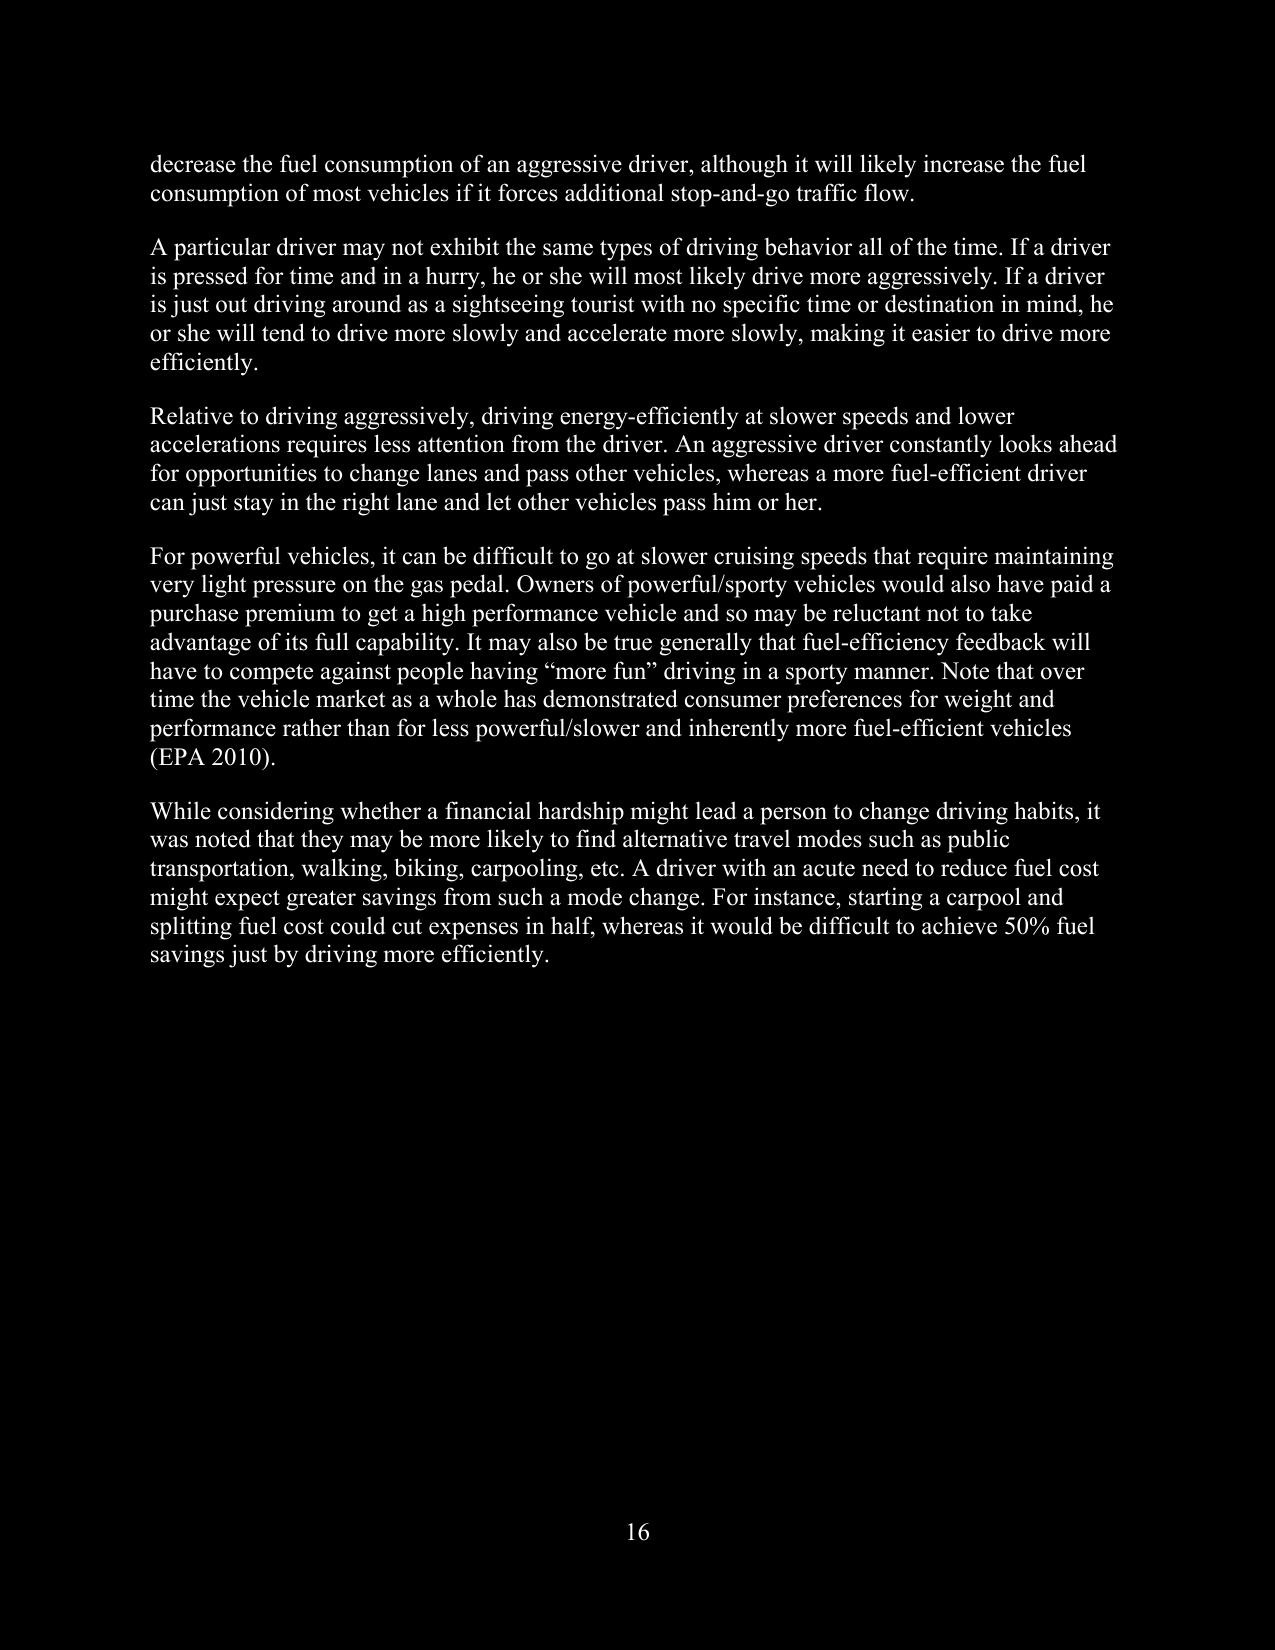 decrease the fuel consumption of an aggressive driver, although it will likely increase the fuel
consumption of most vehicles if it forces additional stop-and-go traffic flow.
A particular driver may not exhibit the same types of driving behavior all of the time. If a driver
is pressed for time and in a hurry, he or she will most likely drive more aggressively. If a driver
is just out driving around as a sightseeing tourist with no specific time or destination in mind, he
or she will tend to drive more slowly and accelerate more slowly, making it easier to drive more
efficiently.
Relative to driving aggressively, driving energy-efficiently at slower speeds and lower
accelerations requires less attention from the driver. An aggressive driver constantly looks ahead
for opportunities to change lanes and pass other vehicles, whereas a more fuel-efficient driver
can just stay in the right lane and let other vehicles pass him or her.
For powerful vehicles, it can be difficult to go at slower cruising speeds that require maintaining
very light pressure on the gas pedal. Owners of powerful/sporty vehicles would also have paid a
purchase premium to get a high performance vehicle and so may be reluctant not to take
advantage of its full capability. It may also be true generally that fuel-efficiency feedback will
have to compete against people having “more fun” driving in a sporty manner. Note that over
time the vehicle market as a whole has demonstrated consumer preferences for weight and
performance rather than for less powerful/slower and inherently more fuel-efficient vehicles
(EPA 2010).
While considering whether a financial hardship might lead a person to change driving habits, it
was noted that they may be more likely to find alternative travel modes such as public
transportation, walking, biking, carpooling, etc. A driver with an acute need to reduce fuel cost
might expect greater savings from such a mode change. For instance, starting a carpool and
splitting fuel cost could cut expenses in half, whereas it would be difficult to achieve 50% fuel
savings just by driving more efficiently.
16